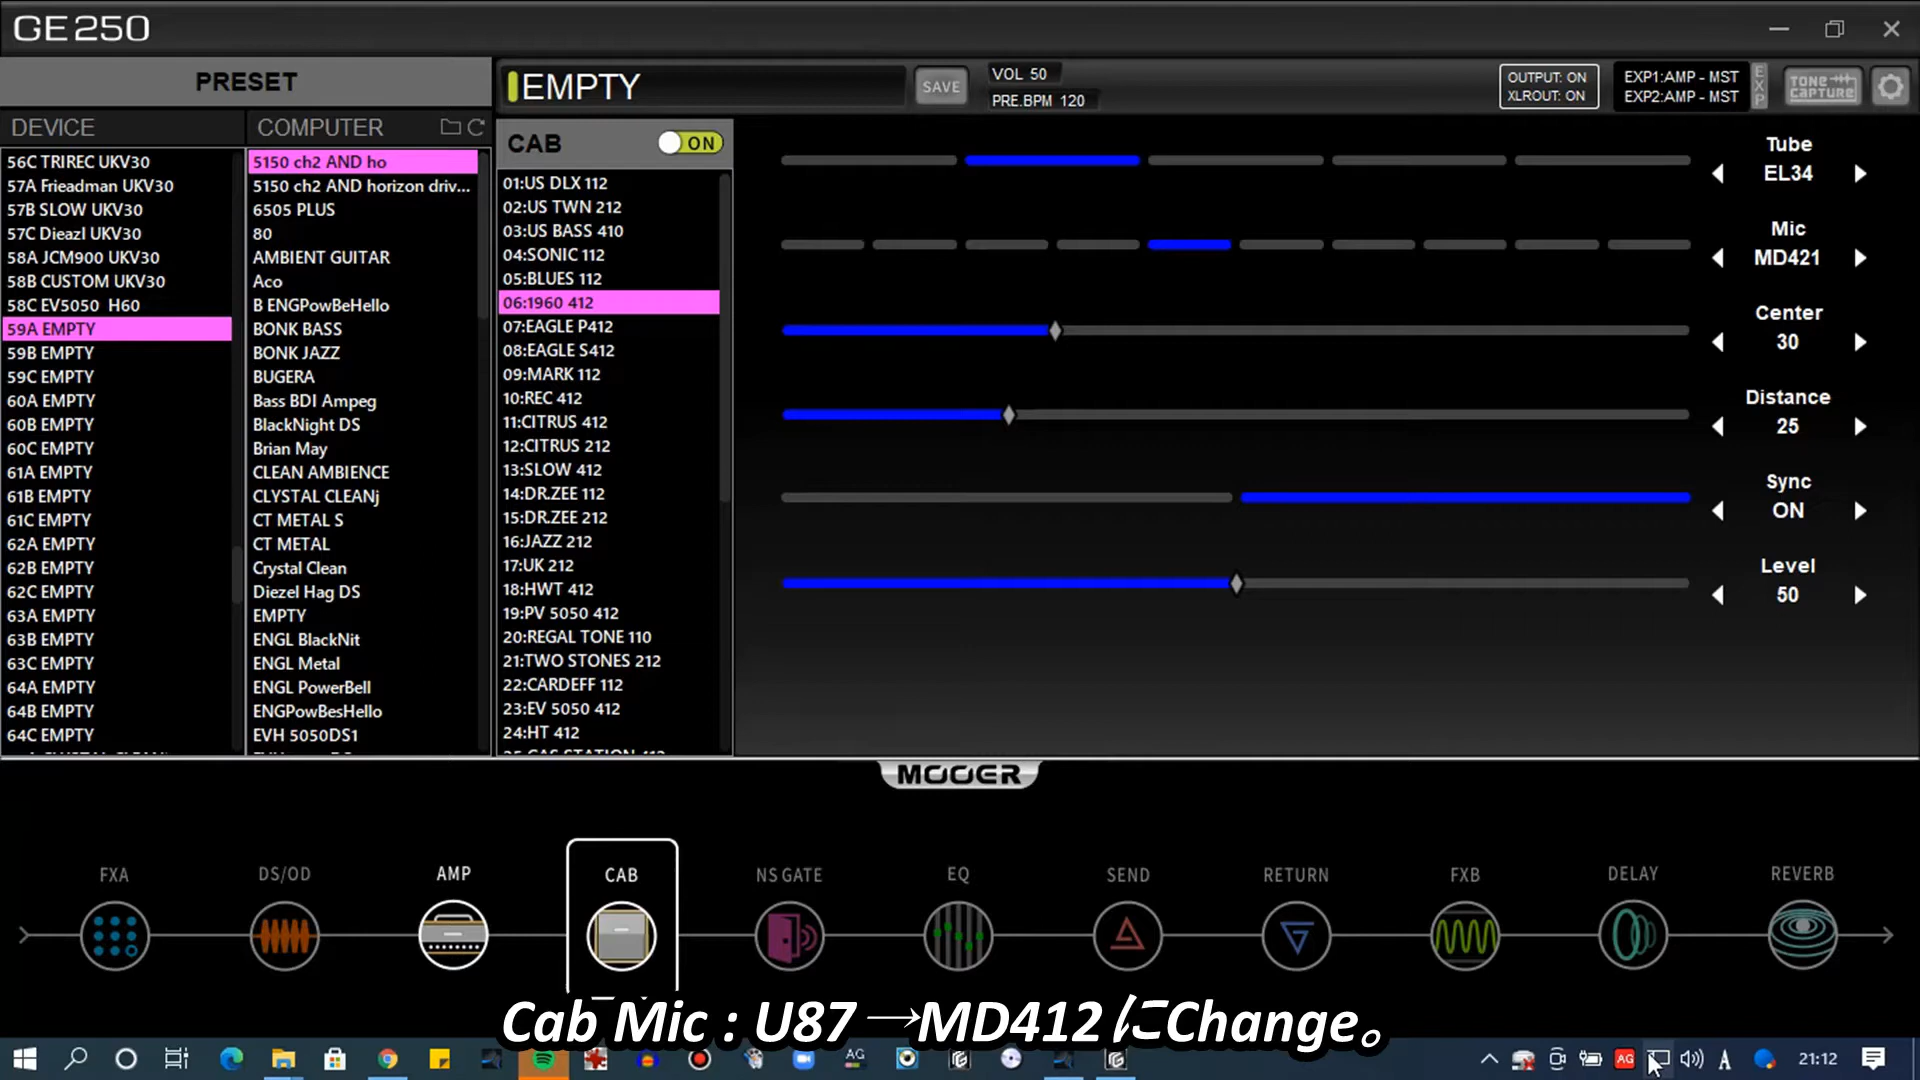 GE250
PRESET
DEVICE
56C TRIREC UKV30
57A Frieadman UKV30
57B SLOW UKV30
57C Dieazl UKV30
58A JCM900 UKV30
58B CUSTOM UKV30
58C EV5050 H60
59A EMPTY
59B EMPTY
59C EMPTY
60A EMPTY
60B EMPTY
60C EMPTY
61A EMPTY
61B EMPTY
61C EMPTY
62A EMPTY
62B EMPTY
62C EMPTY
63A EMPTY
63B EMPTY
63C EMPTY
64A EMPTY
64B EMPTY
64C EMPTY
COMPUTER
5150 ch2 AND ho
5150 ch2 AND horizon driv...
6505 PLUS
80
AMBIENT GUITAR
Aco
B ENGPowBeHello
BONK BASS
BONK JAZZ
BUGERA
Bass BDI Ampeg
BlackNight DS
Brian May
CLEAN AMBIENCE
CLYSTAL CLEANj
CT METAL S
CT METAL
Crystal Clean
Diezel Hag DS
EMPTY
ENGL BlackNit
ENGL Metal
ENGL PowerBell
ENGPowBesHello
EVH 5050DS1
EMPTY
SAVE
VOL 50
PRE.BPM 120
OUTPUT: ON
XLROUT: ON
EXP1:AMP - MST
EXP2:AMP - MST
EXP
TONE
CAPTURE
CAB
ON
01:US DLX 112
02:US TWN 212
03:US BASS 410
04:SONIC 112
05:BLUES 112
06:1960 412
07:EAGLE P412
08:EAGLE S412
09:MARK 112
10:REC 412
11:CITRUS 412
12:CITRUS 212
13:SLOW 412
14:DR.ZEE 112
15:DR.ZEE 212
16:JAZZ 212
17:UK 212
18:HWT 412
19:PV 5050 412
20:REGAL TONE 110
21:TWO STONES 212
22:CARDEFF 112
23:EV 5050 412
24:HT 412
25:GAS STATION 412
Tube
EL34
Mic
MD421
Center
30
Distance
25
Sync
ON
Level
50
MOOER
FXA
DS/OD
AMP
CAB
NS GATE
EQ
SEND
RETURN
FXB
DELAY
REVERB
Cab Mic : U87→MD412にChange。
AG
AG
A
21:12